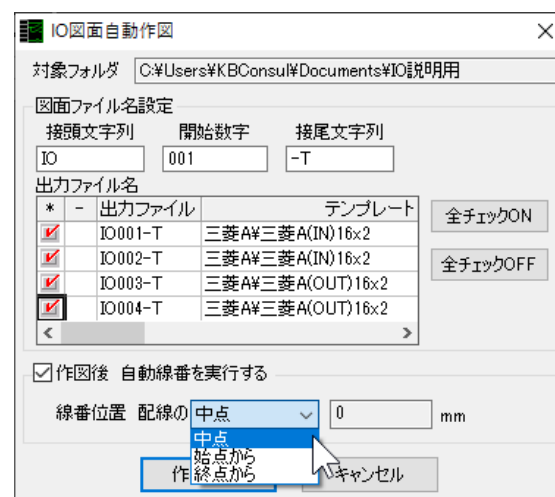 IO図面自動作図
対象フォルダ C:¥Users¥KBConsul¥Documents¥IO説明用
図面ファイル名設定
接頭文字列 開始数字 接尾文字列
IO 001 -T
出力ファイル名
* - 出力ファイル テンプレート
IO001-T 三菱A¥三菱A(IN)16x2
IO002-T 三菱A¥三菱A(IN)16x2
IO003-T 三菱A¥三菱A(OUT)16x2
IO004-T 三菱A¥三菱A(OUT)16x2
全チェックON
全チェックOFF
作図後 自動線番を実行する
線番位置 配線の 中点 0 mm
中点
始点から
終点から
作 キャンセル